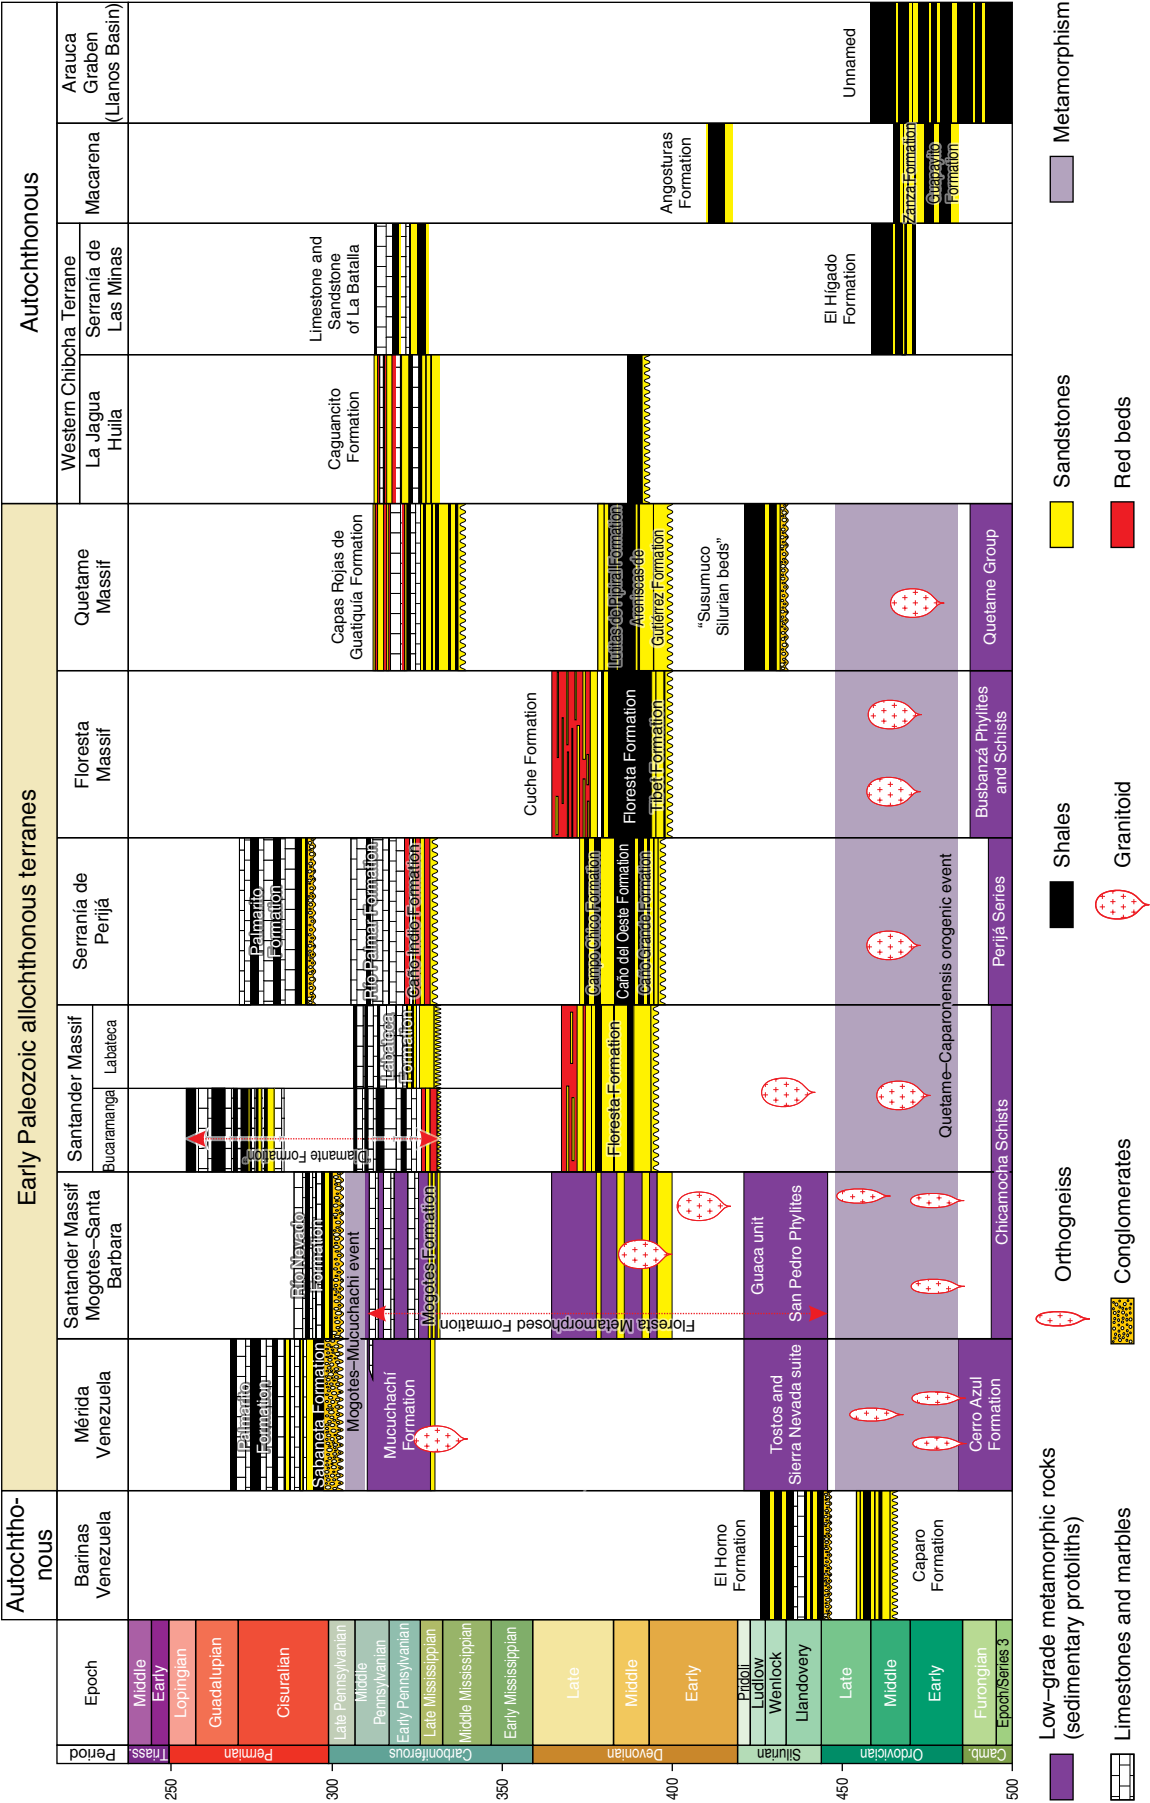 Period
Epoch
Autochtho-
nous
Early Paleozoic allochthonous terranes
Autochthonous
Barinas
Venezuela
Mérida
Venezuela
Santander Massif
Mogotes–Santa
Barbara
Santander Massif
Bucaramanga
Labateca
Serranía de
Perijá
Floresta
Massif
Quetame
Massif
Western Chibcha Terrane
La Jagua
Huila
Serranía de
Las Minas
Macarena
Arauca
Graben
(Llanos Basin)
250
300
350
400
450
500
Triass.
Permian
Carboniferous
Devonian
Silurian
Ordovician
Camb.
Middle
Early
Lopingian
Guadalupian
Cisuralian
Late Pennsylvanian
Middle
Pennsylvanian
Early Pennsylvanian
Late Mississippian
Middle Mississippian
Early Mississippian
Late
Middle
Early
Pridoli
Ludlow
Wenlock
Llandovery
Late
Middle
Early
Furongian
Epoch/Series 3
El Horno
Formation
Caparo
Formation
Palmarito
Formation
Sabaneta Formation
Mogotes–Mucuchachi event
Mucuchachí
Formation
Tostos and
Sierra Nevada suite
Cerro Azul
Formation
Río Nevado
Formation
Mogotes Formation
Floresta Metamorphosed Formation
Guaca unit
San Pedro Phylites
Chicamocha Schists
"Diamante Formation"
Labateca
Formation
Floresta Formation
Quetame–Caparonensis orogenic event
Palmarito
Formation
Río Palmar Formation
Caño Indio Formation
Campo Chico Formation
Caño del Oeste Formation
Caño Grande Formation
Perijá Series
Cuche Formation
Floresta Formation
Tibet Formation
Busbanzá Phylites
and Schists
Capas Rojas de
Guatiquía Formation
Lutitas de Pipiral Formation
Areniscas de
Gutiérrez Formation
“Susumuco
Silurian beds”
Quetame Group
Caguancito
Formation
Limestone and
Sandstone
of La Batalla
El Hígado
Formation
Angosturas
Formation
Zanza Formation
Guapayito
Formation
Unnamed
Low–grade metamorphic rocks
(sedimentary protoliths)
Orthogneiss
Shales
Sandstones
Metamorphism
Limestones and marbles
Conglomerates
Granitoid
Red beds